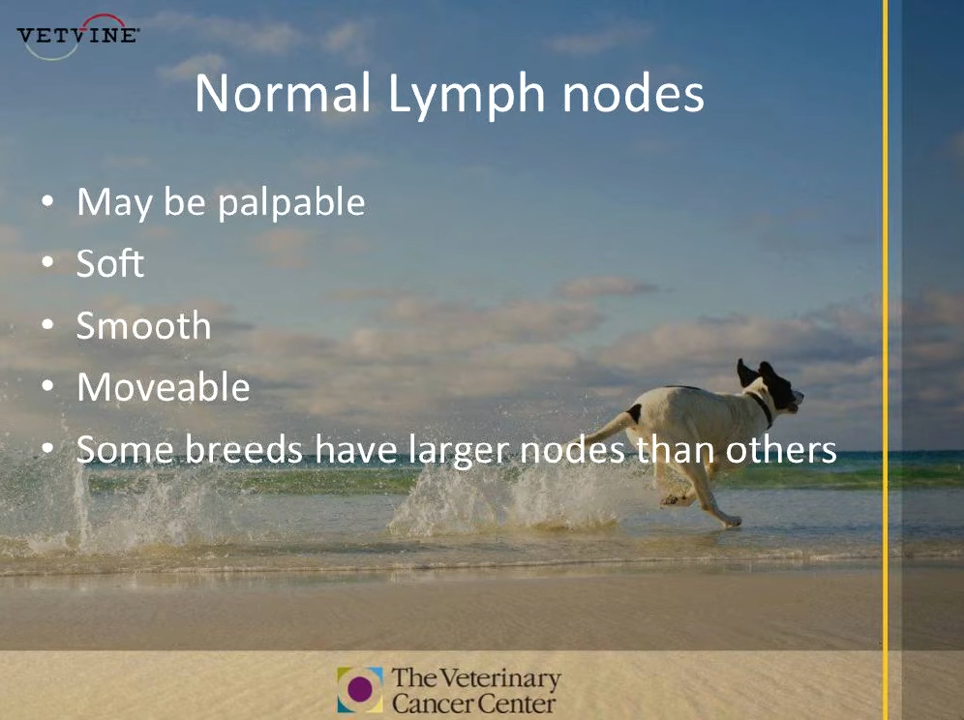 VETVINE®
Normal Lymph nodes
• May be palpable
• Soft
• Smooth
• Moveable
• Some breeds have larger nodes than others
The Veterinary
Cancer Center